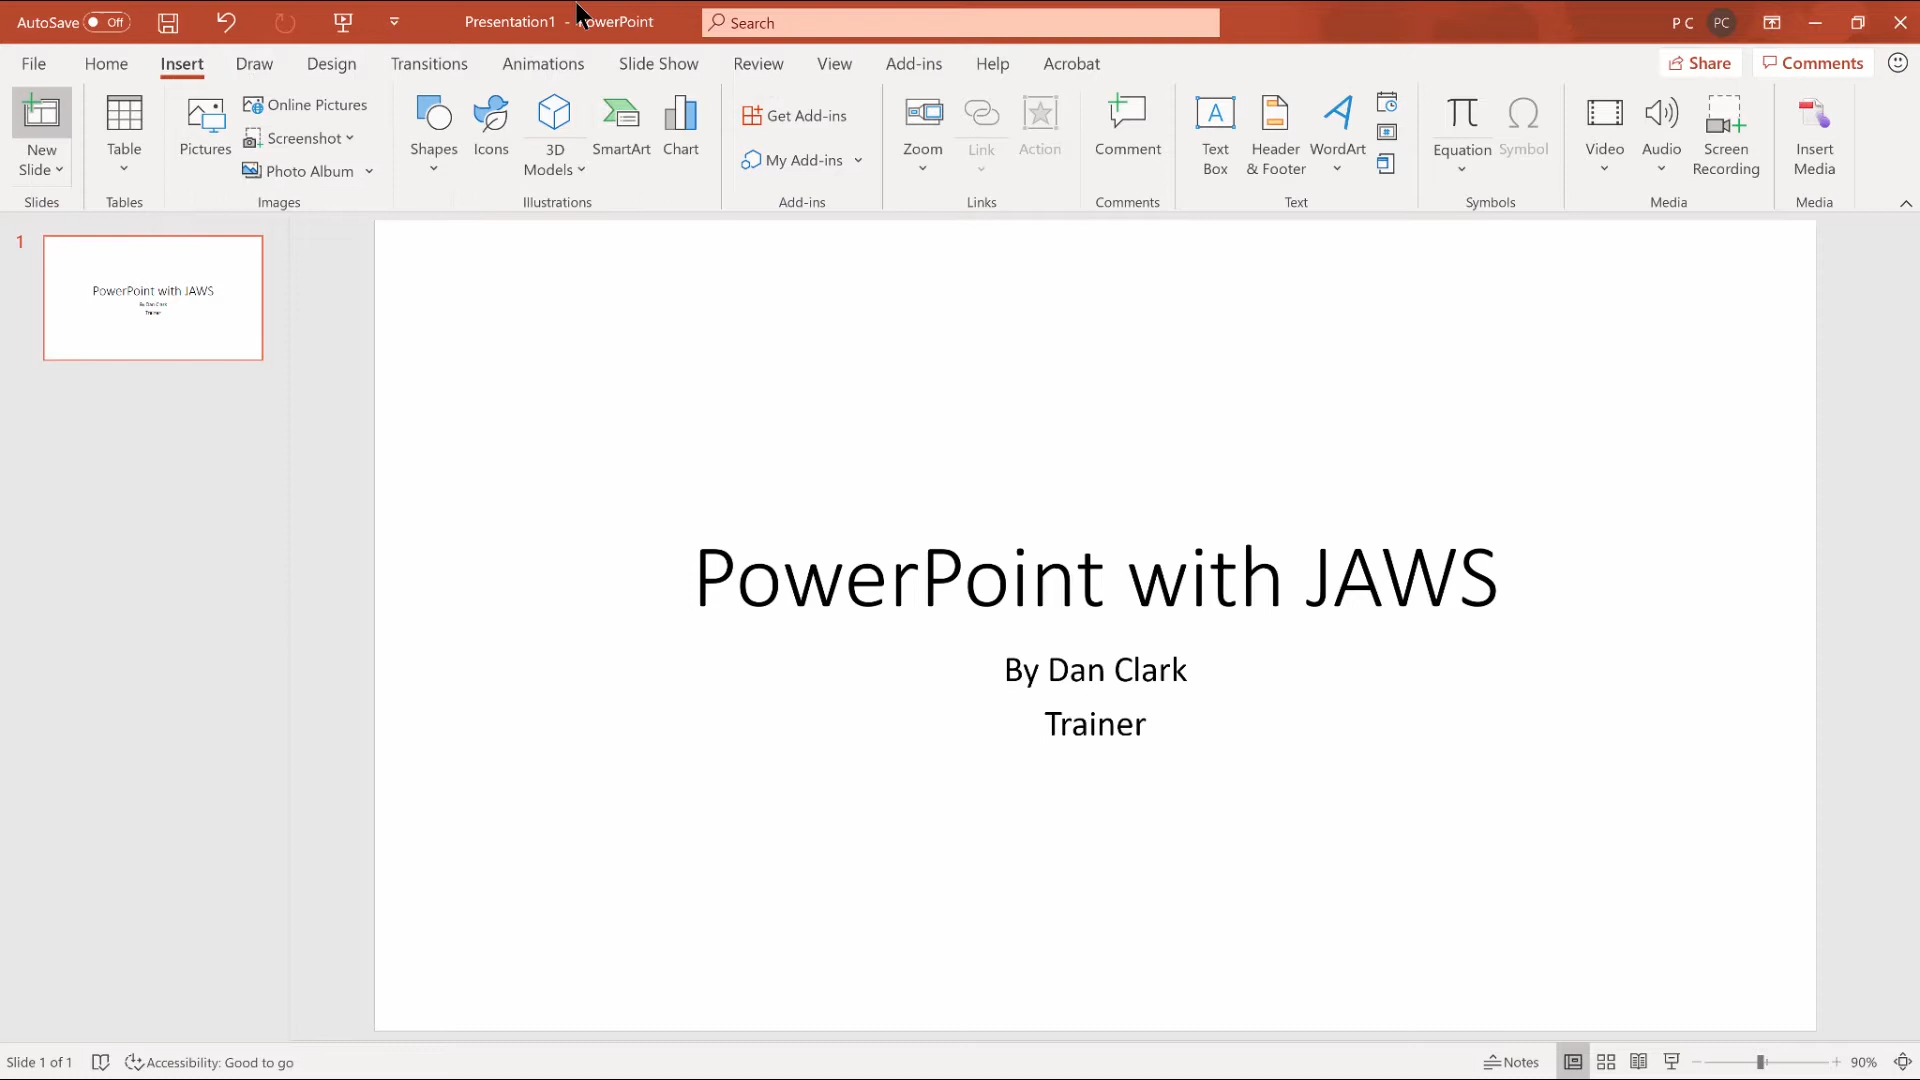 AutoSave Off
Presentation1 - PowerPoint
Search
P C
PC
File Home Insert Draw Design Transitions Animations Slide Show Review View Add-ins Help Acrobat
Share
Comments
New Slide
Slides
Table
Tables
Pictures
Online Pictures
Screenshot
Photo Album
Images
Shapes
Icons
3D Models
SmartArt
Chart
Illustrations
Get Add-ins
My Add-ins
Add-ins
Zoom
Link
Action
Links
Comment
Comments
Text Box
Header & Footer
WordArt
Text
Equation
Symbol
Symbols
Video
Audio
Screen Recording
Media
Insert Media
Media
1
PowerPoint with JAWS
By Dan Clark
Trainer
PowerPoint with JAWS
By Dan Clark
Trainer
Slide 1 of 1
Accessibility: Good to go
Notes
90%